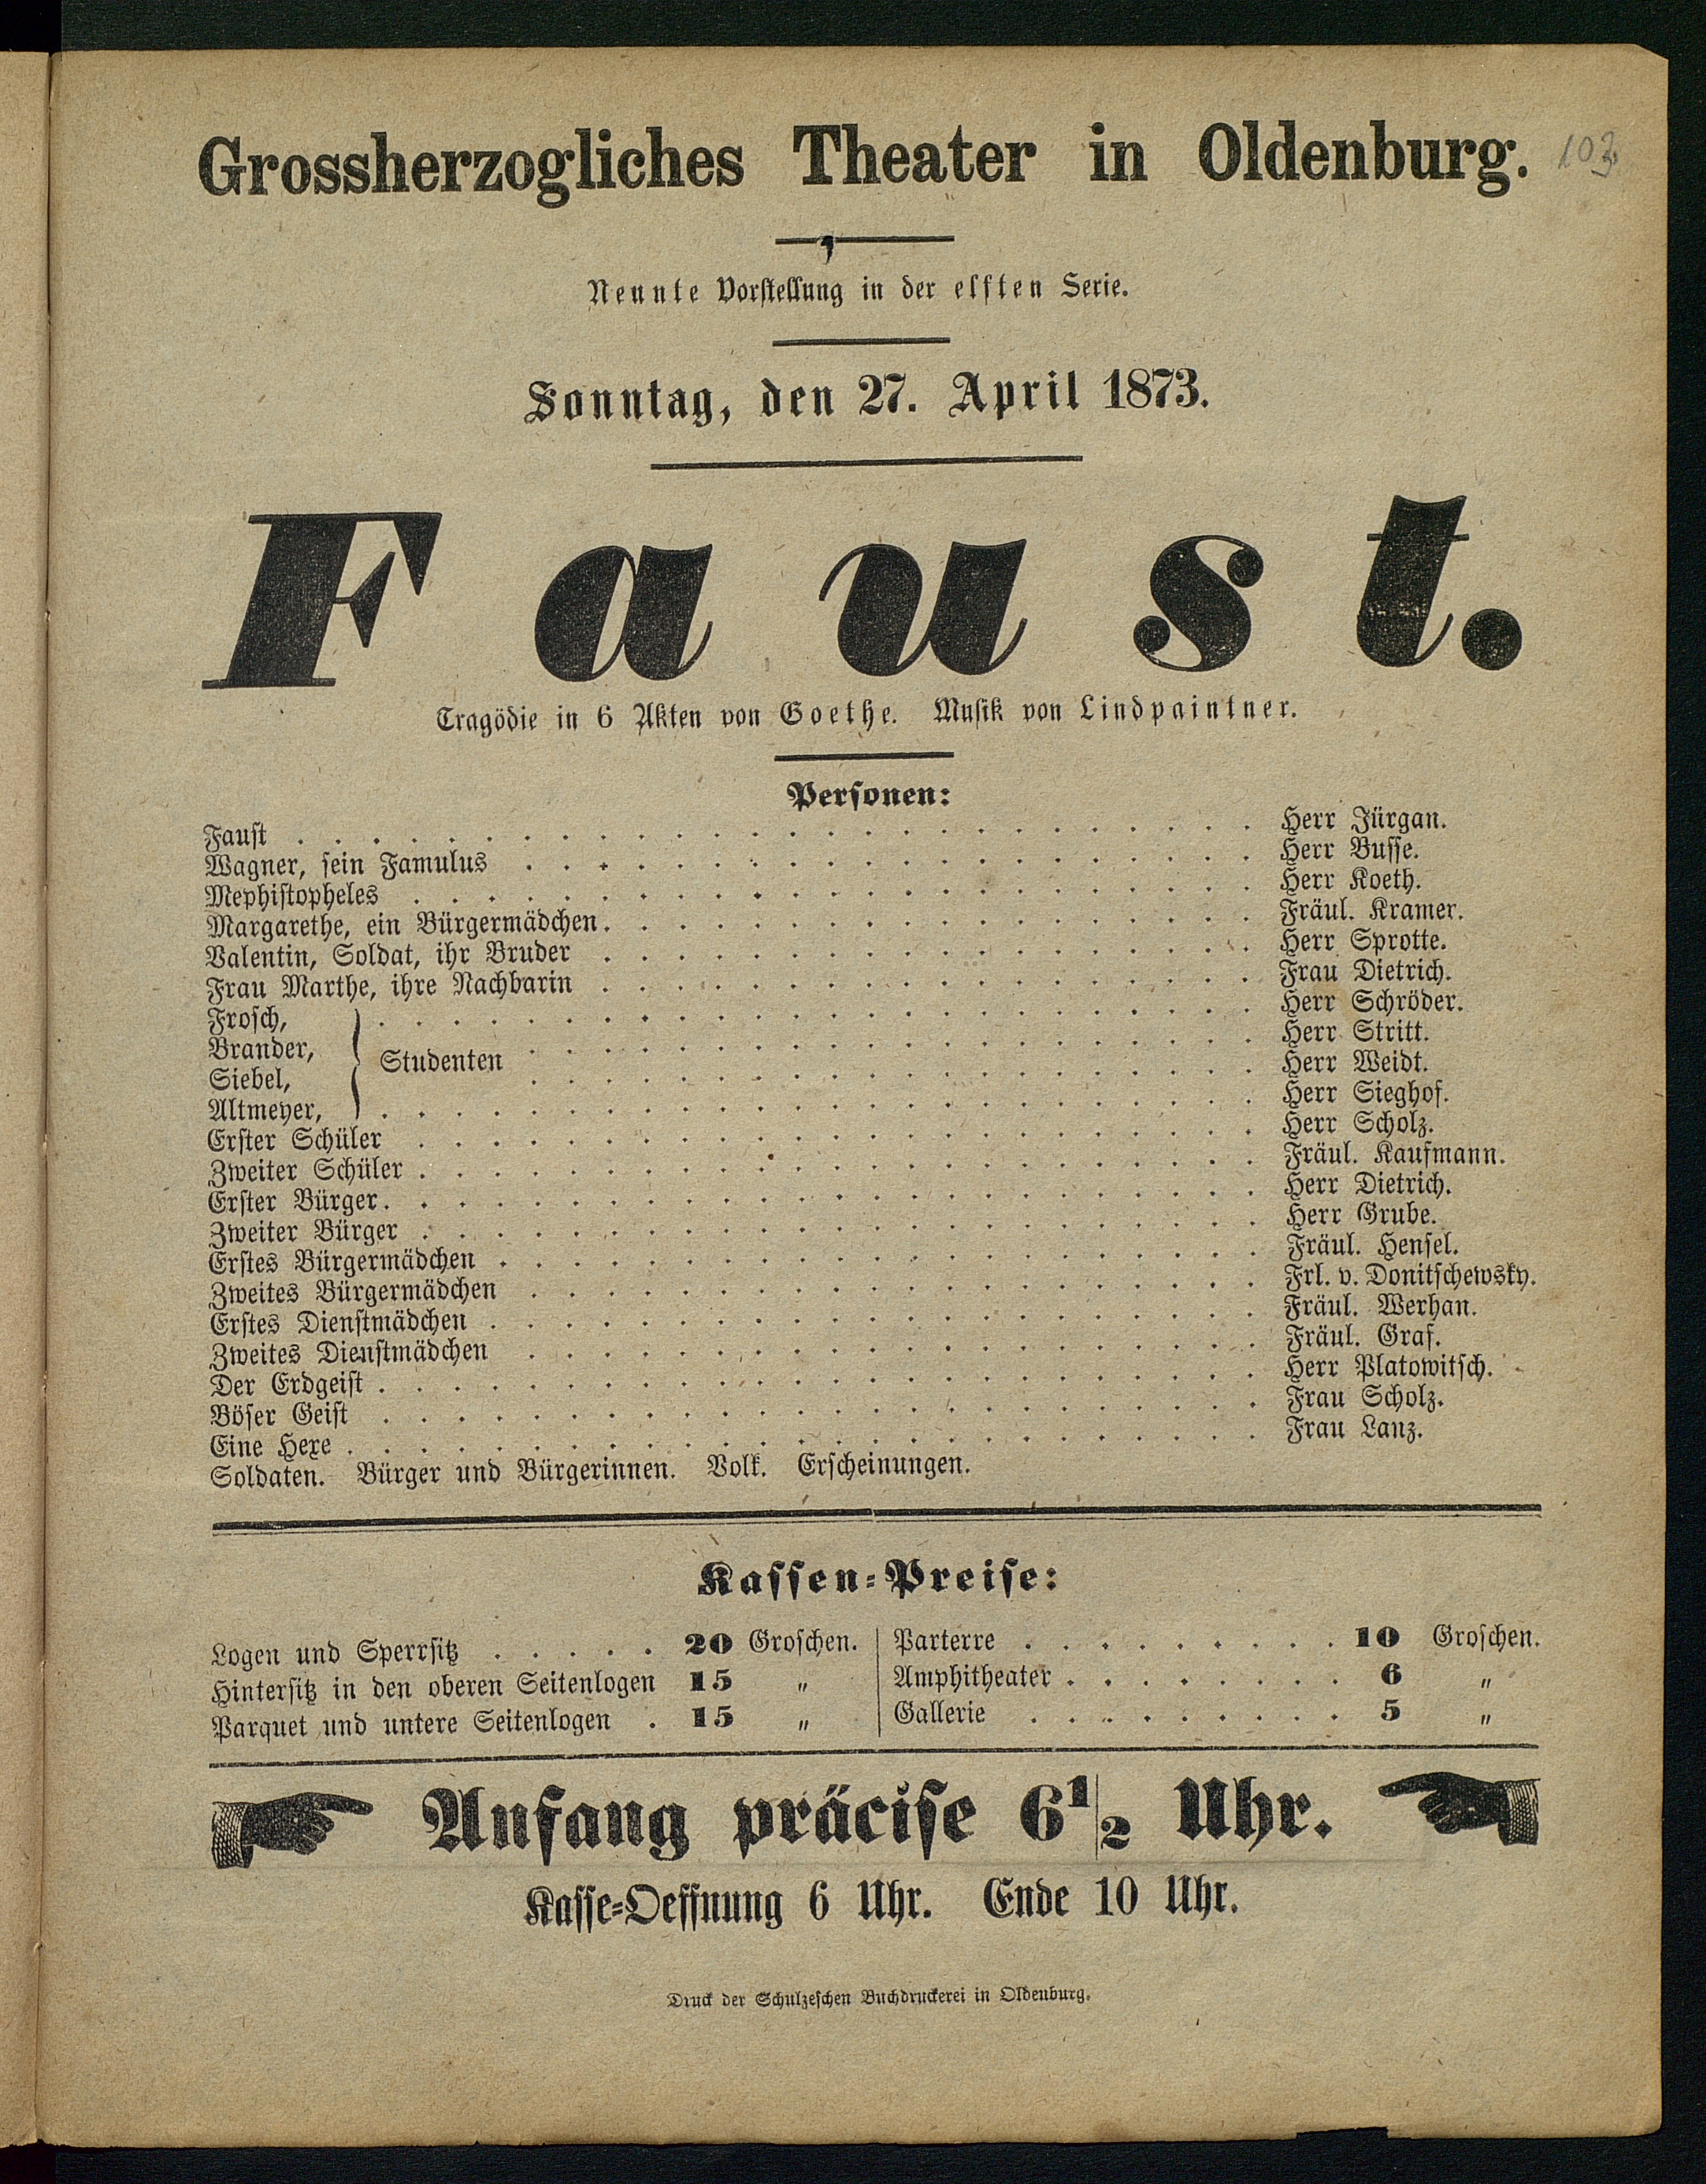 Grossherzogliches Theater in Oldenburg.
103.
Neunte Vorstellung in der elften Serie.
Sonntag, den 27. April 1873.
Faust.
Tragödie in 6 Akten von Goethe. Musik von Lindpaintner.
Personen:
Faust . . . . . Herr Jürgan.
Wagner, sein Famulus . . . . . Herr Busse.
Mephistopheles . . . . . Herr Koeth.
Margarethe, ein Bürgermädchen. . . . . . Fräul. Kramer.
Valentin, Soldat, ihr Bruder . . . . . Herr Sprotte.
Frau Marthe, ihre Nachbarin . . . . . Frau Dietrich.
Frosch, . . . . . Herr Schröder.
Brander, . . . . . Herr Stritt.
Studenten
Siebel, . . . . . Herr Weidt.
Altmeyer, . . . . . Herr Sieghof.
Erster Schüler . . . . . Herr Scholz.
Zweiter Schüler . . . . . Fräul. Kaufmann.
Erster Bürger. . . . . . Herr Dietrich.
Zweiter Bürger . . . . . Herr Grube.
Erstes Bürgermädchen . . . . . Fräul. Hensel.
Zweites Bürgermädchen . . . . . Frl. v. Donitschewsky.
Erstes Dienstmädchen . . . . . Fräul. Werhan.
Zweites Dienstmädchen . . . . . Fräul. Graf.
Der Erdgeist . . . . . Herr Platowitsch.
Böser Geist . . . . . Frau Scholz.
Eine Hexe . . . . . Frau Lanz.
Soldaten. Bürger und Bürgerinnen. Volk. Erscheinungen.
Kassen-Preise:
Logen und Sperrsitz . . . . . 20 Groschen.
Hintersitz in den oberen Seitenlogen 15 "
Parquet und untere Seitenlogen . 15 "
Parterre . . . . . . . . . 10 Groschen.
Amphitheater . . . . . . . . 6 "
Gallerie . . . . . . . . . 5 "
Anfang präcise 6 1/2 Uhr.
Kasse-Oeffnung 6 Uhr. Ende 10 Uhr.
Druck der Schulzeschen Buchdruckerei in Oldenburg.